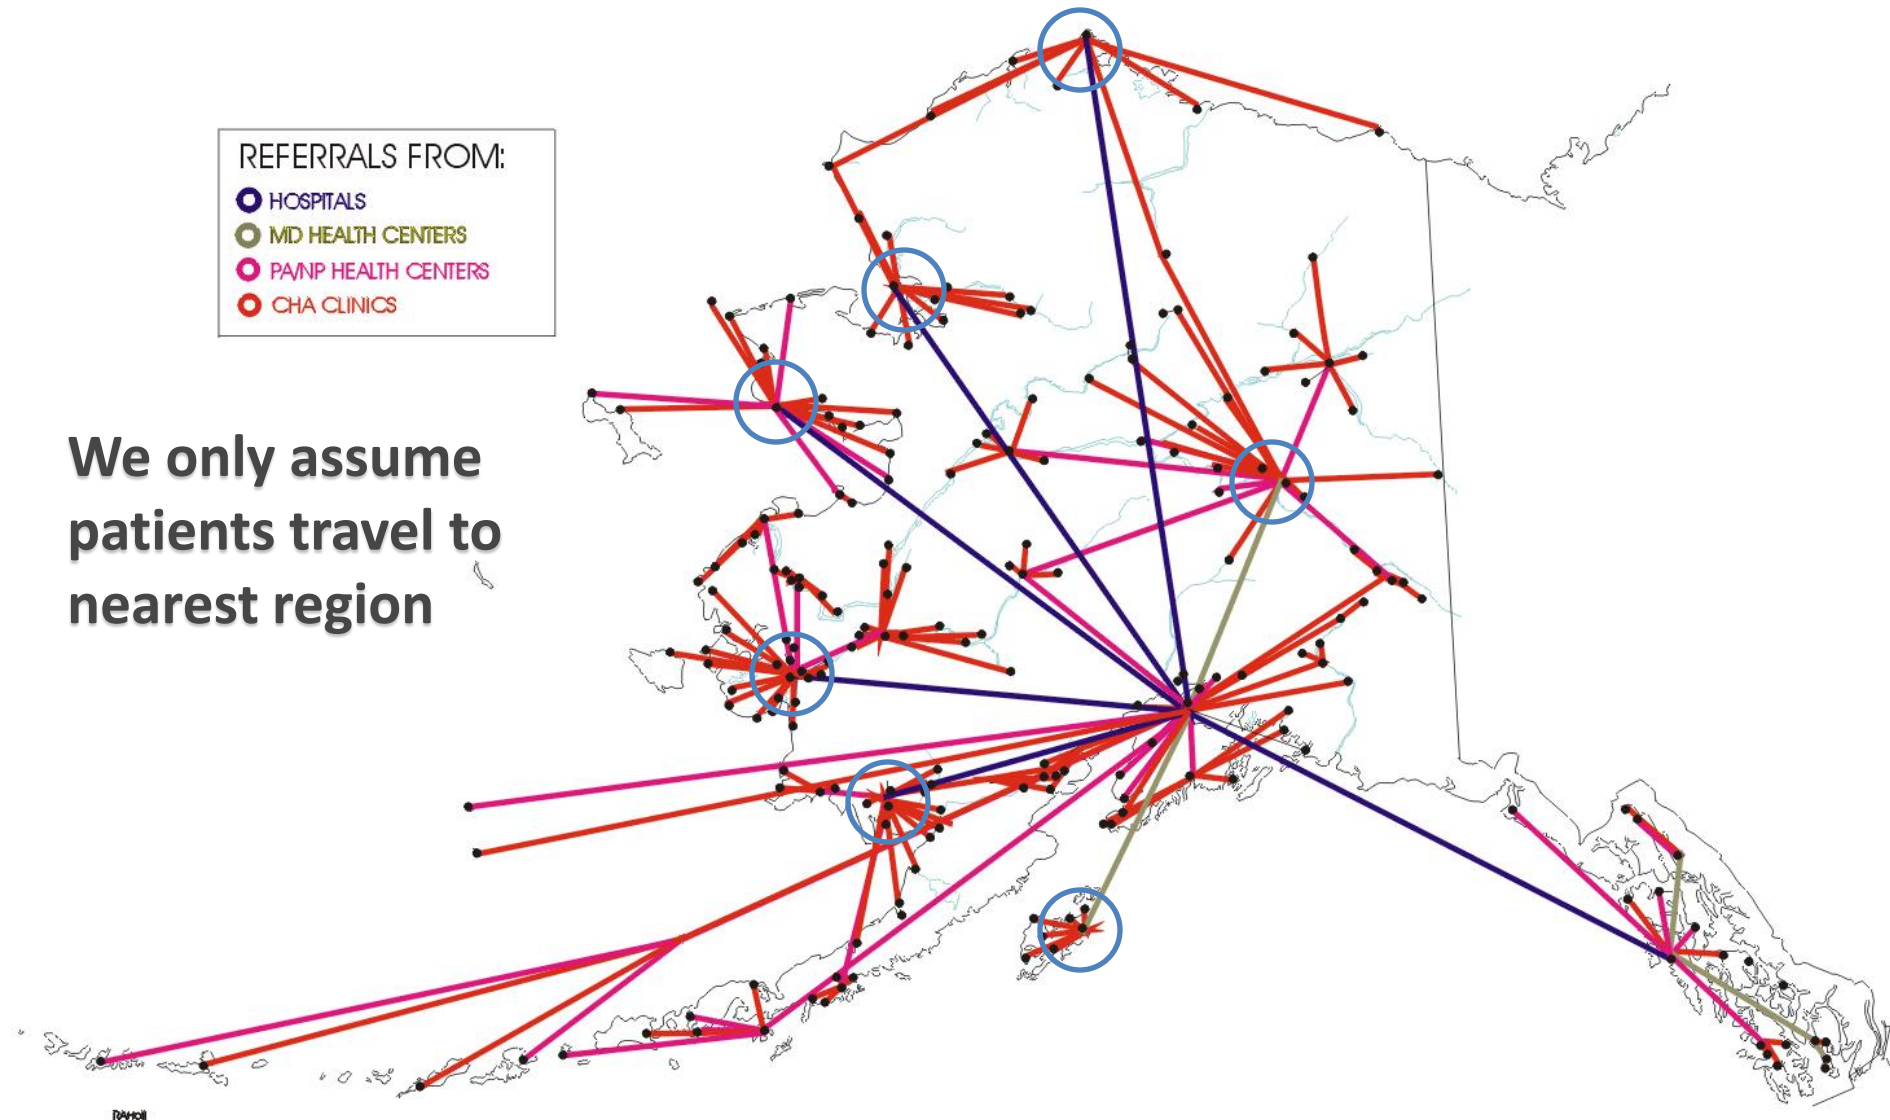 REFERRALS FROM:
HOSPITALS
MD HEALTH CENTERS
PA/NP HEALTH CENTERS
CHA CLINICS
We only assume
patients travel to
nearest region